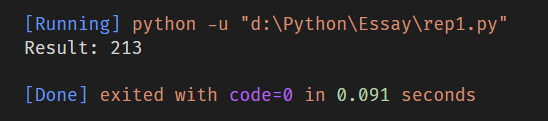 [Running] python -u "d:\Python\Essay\rep1.py"
Result: 213
[Done] exited with code=0 in 0.091 seconds